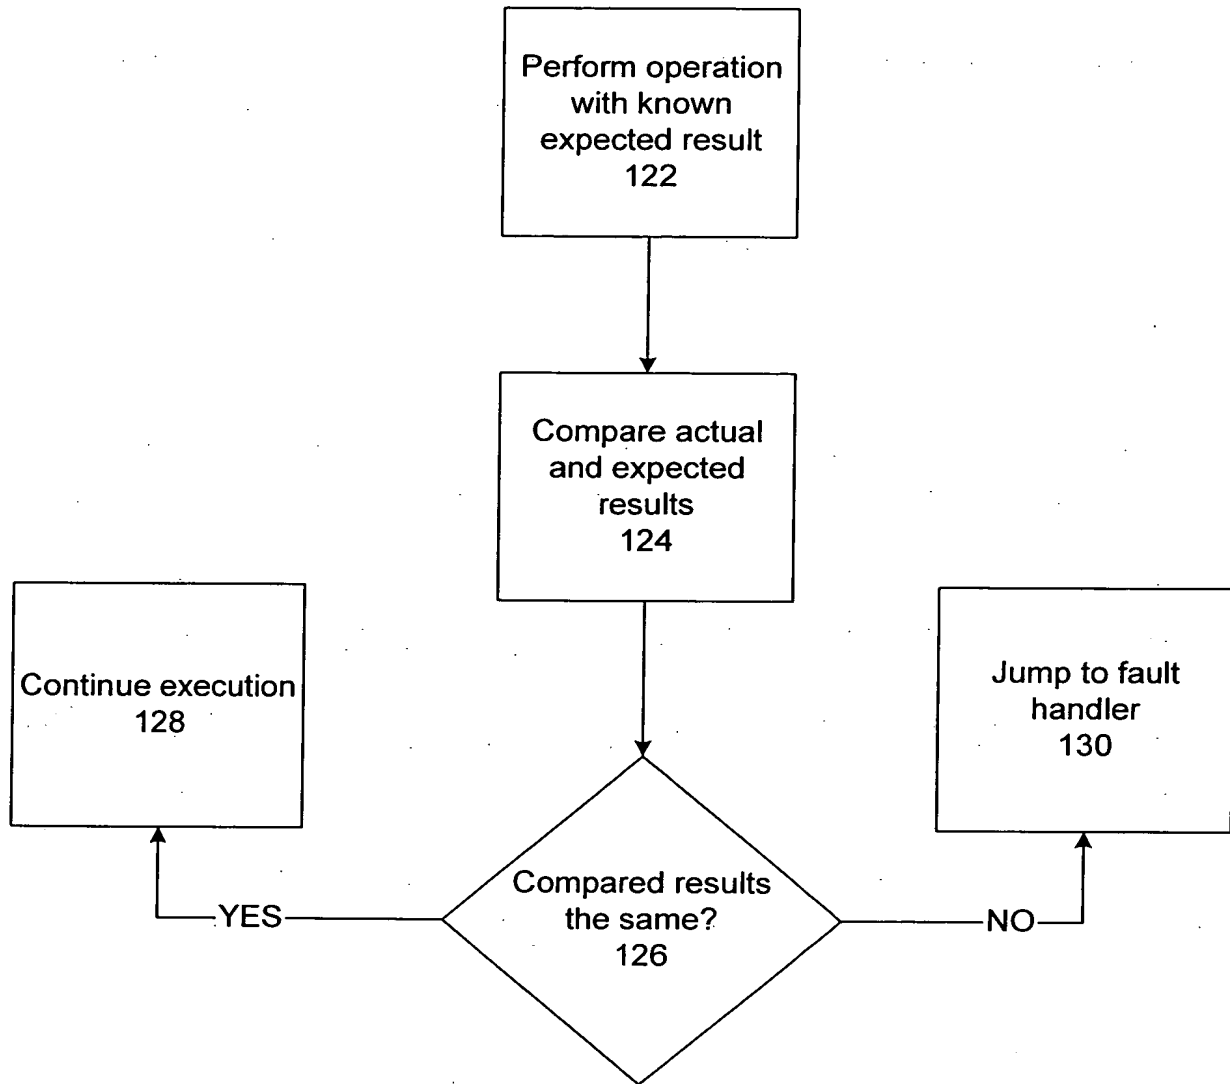 Perform operation
with known
expected result
122
Compare actual
and expected
results
124
Continue execution
128
Jump to fault
handler
130
Compared results
the same?
126
YES
NO